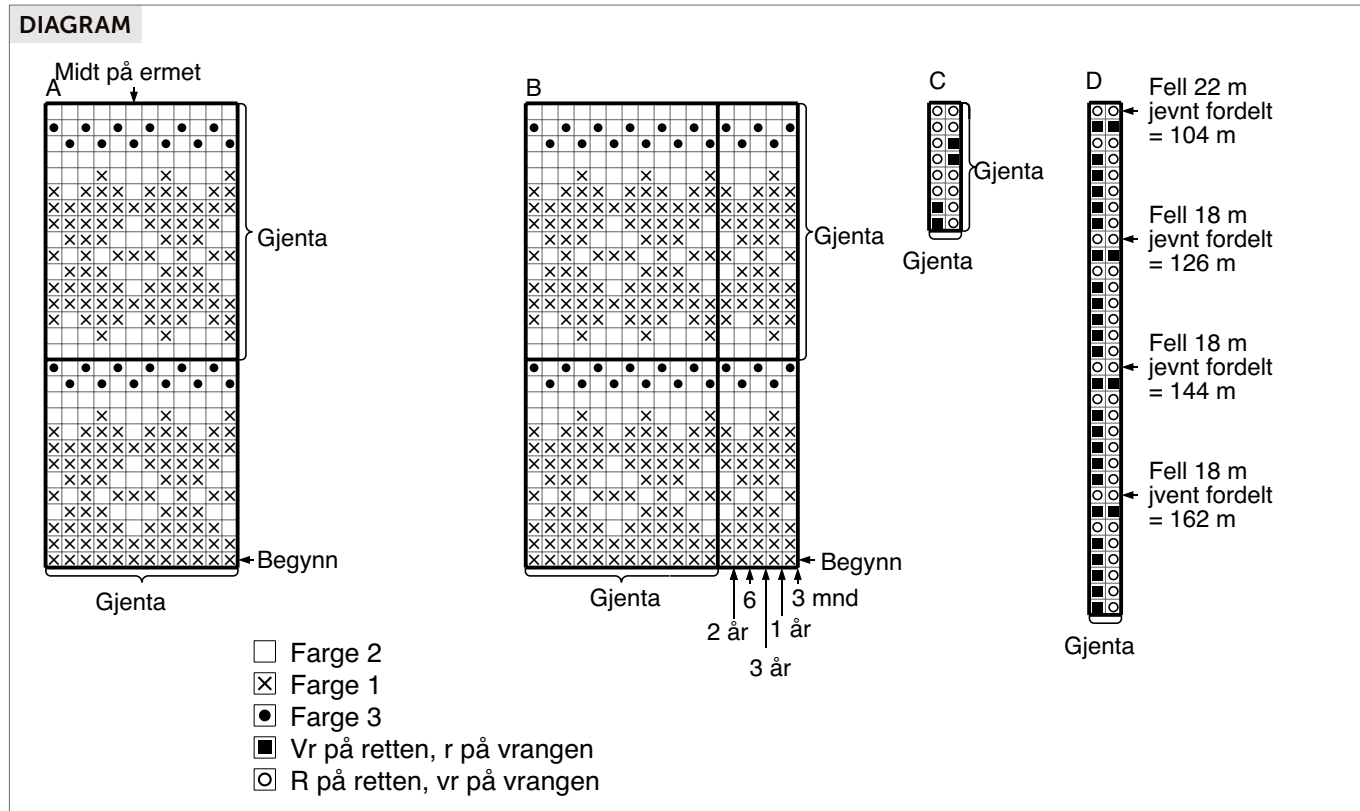 DIAGRAM
Midt på ermet
A
Gjenta
Begynn
Gjenta
B
Gjenta
Begynn
Gjenta
2 år
6
3 år
1 år
3 mnd
C
Gjenta
Gjenta
D
Fell 22 m
jevnt fordelt
= 104 m
Fell 18 m
jevnt fordelt
= 126 m
Fell 18 m
jevnt fordelt
= 144 m
Fell 18 m
jvent fordelt
= 162 m
Gjenta
Farge 2
Farge 1
Farge 3
Vr på retten, r på vrangen
R på retten, vr på vrangen